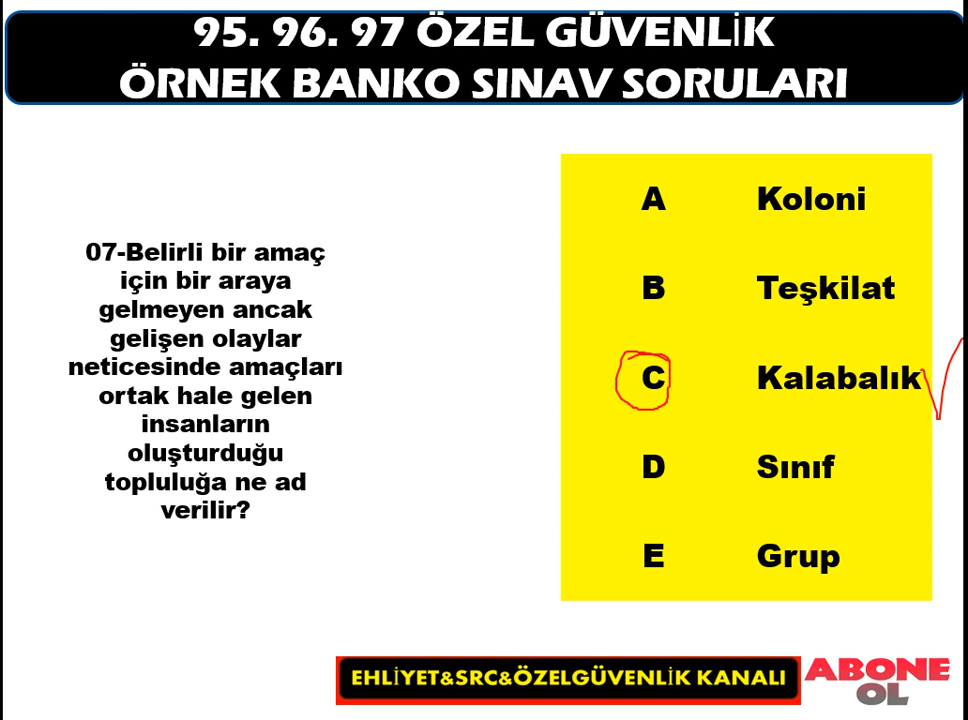 95. 96. 97 ÖZEL GÜVENLİK
ÖRNEK BANKO SINAV SORULARI
07-Belirli bir amaç
için bir araya
gelmeyen ancak
gelişen olaylar
neticesinde amaçları
ortak hale gelen
insanların
oluşturduğu
topluluğa ne ad
verilir?
A Koloni
B Teşkilat
C Kalabalık
D Sınıf
E Grup
EHLİYET&SRC&ÖZELGÜVENLİK KANALI
ABONE
OL